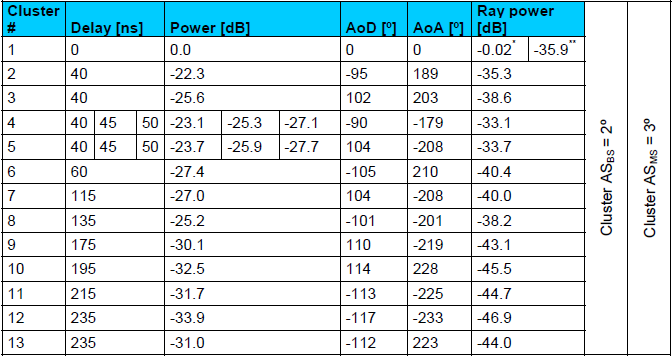 Cluster # Delay [ns] Power [dB] AoD [º] AoA [º] Ray power [dB]
1 0 0.0 0 0 -0.02* -35.9**
2 40 -22.3 -95 189 -35.3
3 40 -25.6 102 203 -38.6
4 40 45 50 -23.1 -25.3 -27.1 -90 -179 -33.1
5 40 45 50 -23.7 -25.9 -27.7 104 -208 -33.7
6 60 -27.4 -105 210 -40.4
7 115 -27.0 104 -208 -40.0
8 135 -25.2 -101 -201 -38.2
9 175 -30.1 110 -219 -43.1
10 195 -32.5 114 228 -45.5
11 215 -31.7 -113 -225 -44.7
12 235 -33.9 -117 -233 -46.9
13 235 -31.0 -112 223 -44.0
Cluster ASBS = 2º
Cluster ASMS = 3º